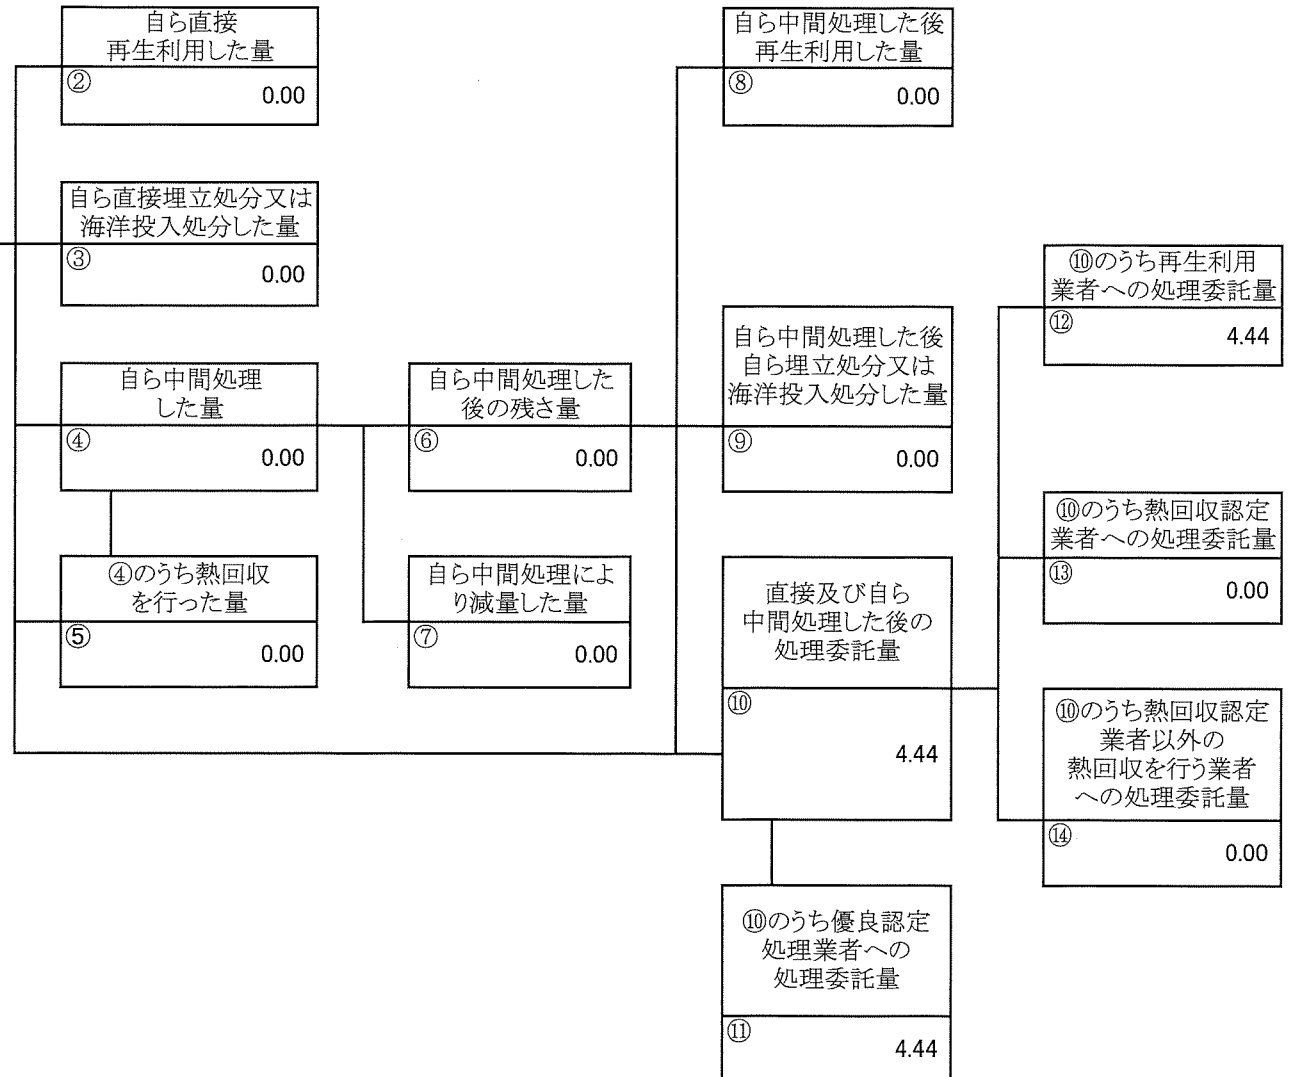 自ら直接
再生利用した量
②
0.00
自ら直接埋立処分又は
海洋投入処分した量
③
0.00
自ら中間処理
した量
④
0.00
④のうち熱回収
を行った量
⑤
0.00
自ら中間処理した
後の残さ量
⑥
0.00
自ら中間処理によ
り減量した量
⑦
0.00
自ら中間処理した後
再生利用した量
⑧
0.00
自ら中間処理した後
自ら埋立処分又は
海洋投入処分した量
⑨
0.00
直接及び自ら
中間処理した後の
処理委託量
⑩
4.44
⑩のうち優良認定
処理業者への
処理委託量
⑪
4.44
⑩のうち再生利用
業者への処理委託量
⑫
4.44
⑩のうち熱回収認定
業者への処理委託量
⑬
0.00
⑩のうち熱回収認定
業者以外の
熱回収を行う業者
への処理委託量
⑭
0.00